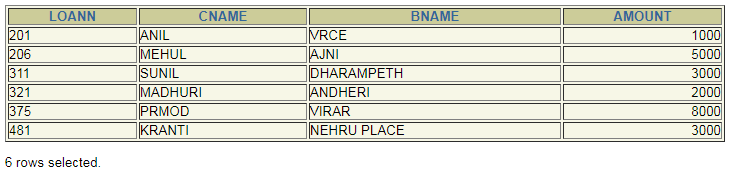 LOANN CNAME BNAME AMOUNT
201 ANIL VRCE 1000
206 MEHUL AJNI 5000
311 SUNIL DHARAMPETH 3000
321 MADHURI ANDHERI 2000
375 PRMOD VIRAR 8000
481 KRANTI NEHRU PLACE 3000
6 rows selected.